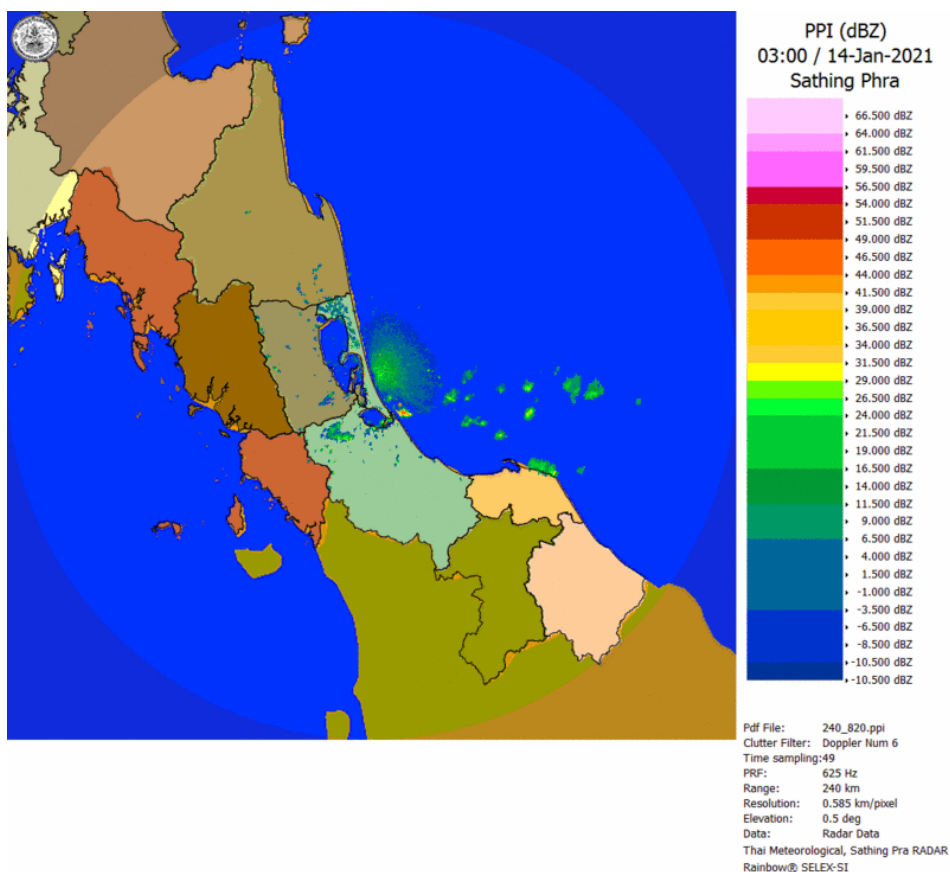 PPI (dBZ)
03:00 / 14-Jan-2021
Sathing Phra
66.500 dBZ
64.000 dBZ
61.500 dBZ
59.500 dBZ
56.500 dBZ
54.000 dBZ
51.500 dBZ
49.000 dBZ
46.500 dBZ
44.000 dBZ
41.500 dBZ
39.000 dBZ
36.500 dBZ
34.000 dBZ
31.500 dBZ
29.000 dBZ
26.500 dBZ
24.000 dBZ
21.500 dBZ
19.000 dBZ
16.500 dBZ
14.000 dBZ
11.500 dBZ
9.000 dBZ
6.500 dBZ
4.000 dBZ
1.500 dBZ
-1.000 dBZ
-3.500 dBZ
-6.500 dBZ
-8.500 dBZ
-10.500 dBZ
-10.500 dBZ
Pdf File: 240_820.ppi
Clutter Filter: Doppler Num 6
Time sampling:49
PRF: 625 Hz
Range: 240 km
Resolution: 0.585 km/pixel
Elevation: 0.5 deg
Data: Radar Data
Thai Meteorological, Sathing Pra RADAR
Rainbow® SELEX-SI